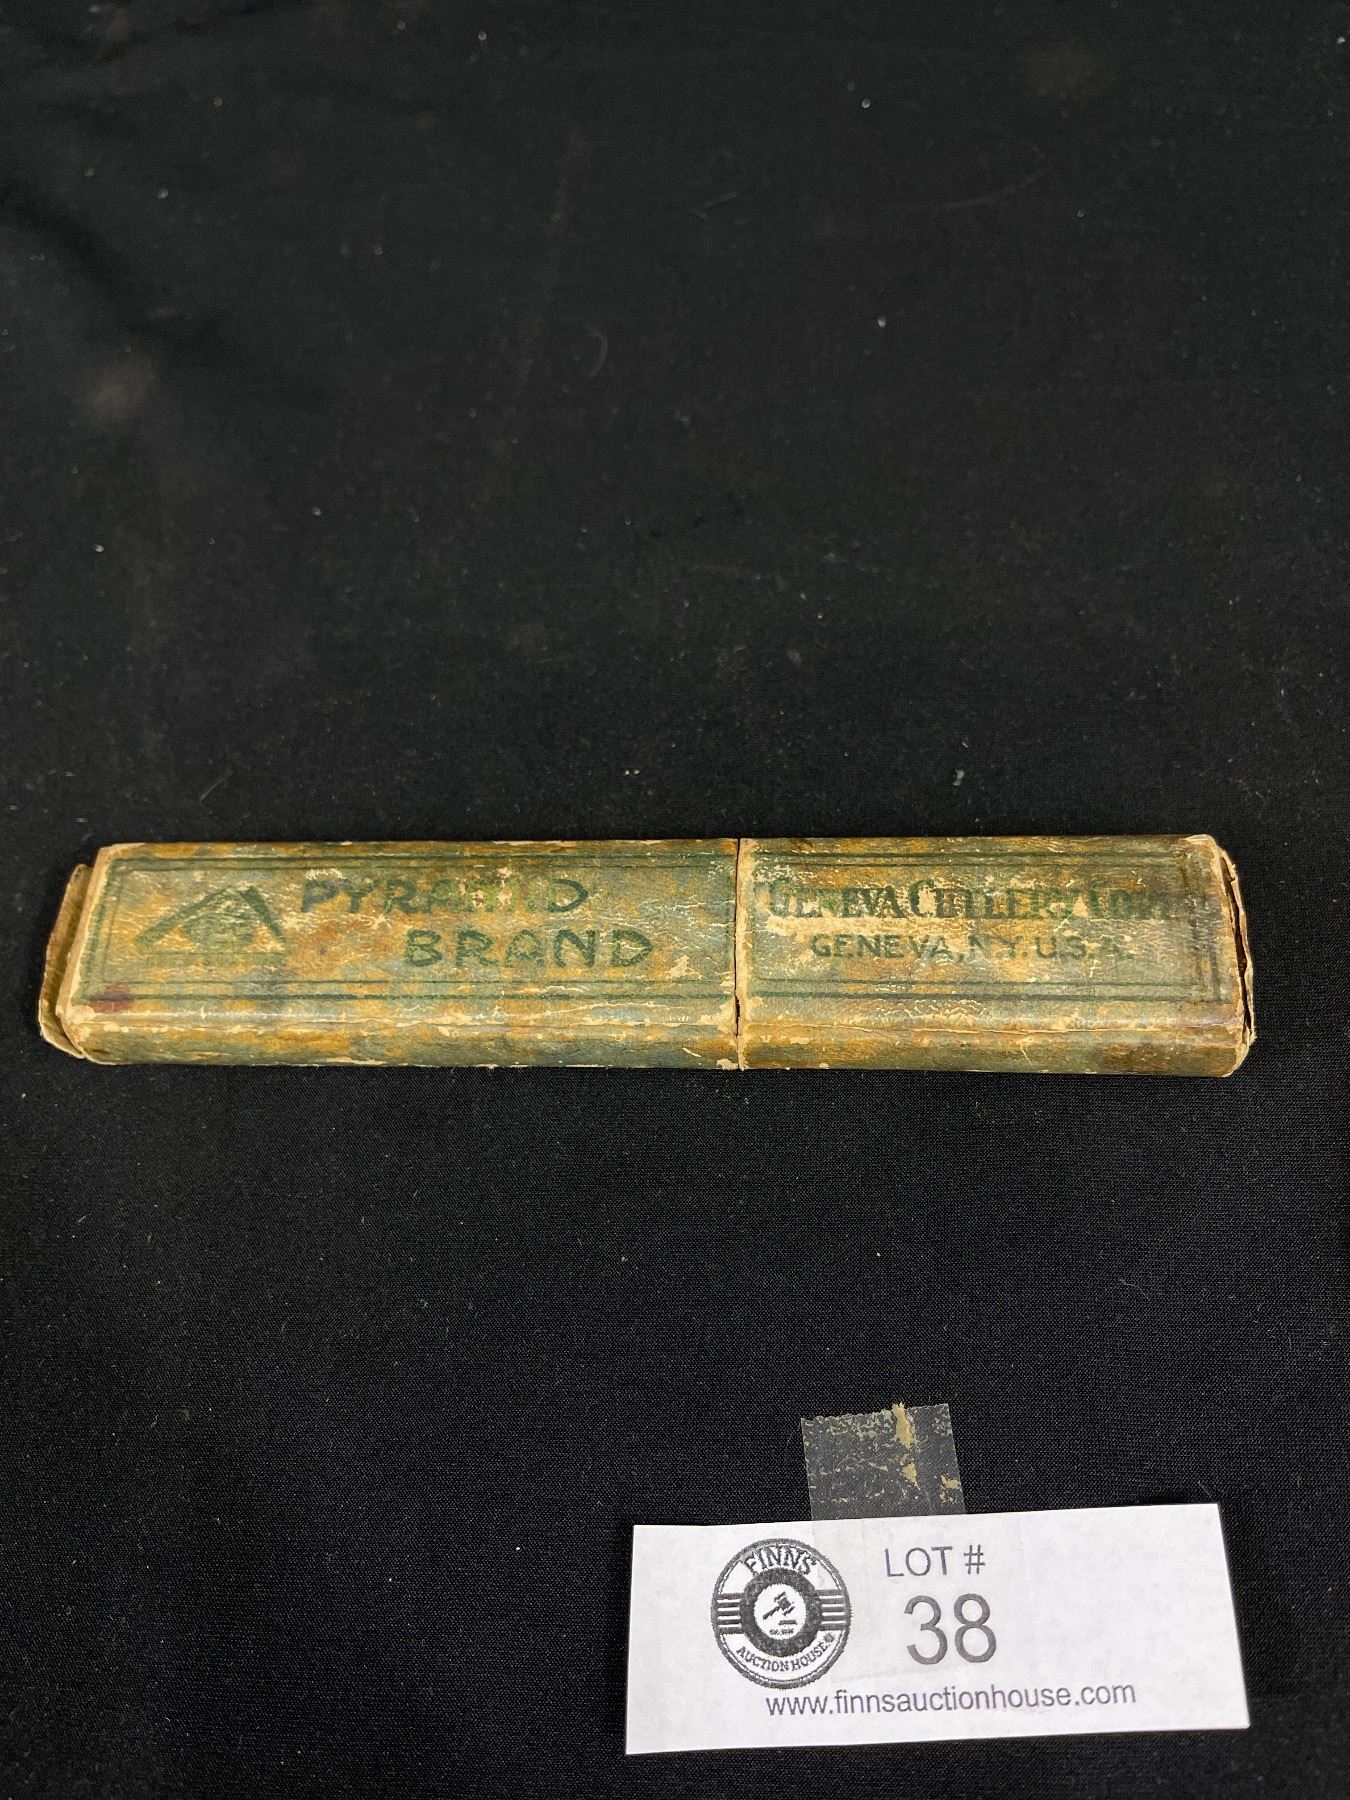 PYRAMID
BRAND
GENEVA CUTLERY CORP.
GENEVA, N.Y. U.S.A.
FINNS
AUCTION HOUSE
LOT #
38
www.finnsauctionhouse.com